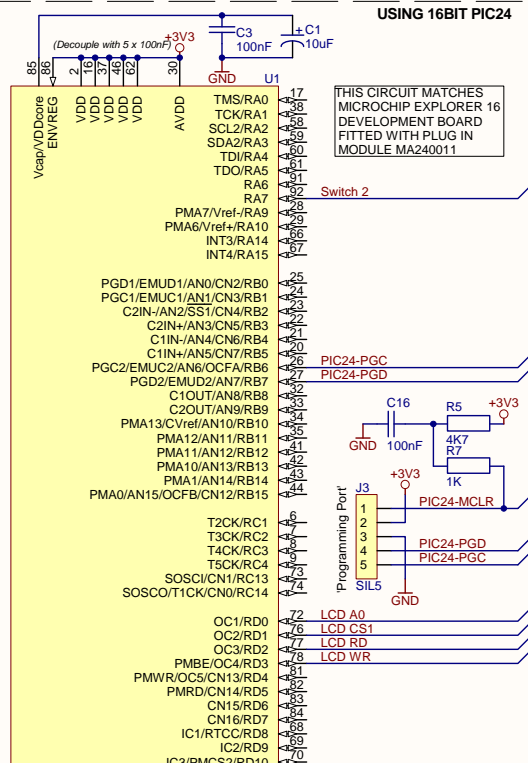 USING 16BIT PIC24
(Decouple with 5 x 100nF)
+3V3
C3
100nF
+
C1
10uF
GND
U1
85
86
2
16
37
46
62
30
Vcap/VDDcore
ENVREG
VDD
VDD
VDD
VDD
VDD
AVDD
THIS CIRCUIT MATCHES
MICROCHIP EXPLORER 16
DEVELOPMENT BOARD
FITTED WITH PLUG IN
MODULE MA240011
TMS/RA0 17
TCK/RA1 38
SCL2/RA2 58
SDA2/RA3 59
TDI/RA4 60
TDO/RA5 61
RA6 91
RA7 92 Switch 2
PMA7/Vref-/RA9 28
PMA6/Vref+/RA10 29
INT3/RA14 66
INT4/RA15 67
PGD1/EMUD1/AN0/CN2/RB0 25
PGC1/EMUC1/AN1/CN3/RB1 24
C2IN-/AN2/SS1/CN4/RB2 23
C2IN+/AN3/CN5/RB3 22
C1IN-/AN4/CN6/RB4 21
C1IN+/AN5/CN7/RB5 20
PGC2/EMUC2/AN6/OCFA/RB6 26 PIC24-PGC
PGD2/EMUD2/AN7/RB7 27 PIC24-PGD
C1OUT/AN8/RB8 32
C2OUT/AN9/RB9 33
PMA13/CVref/AN10/RB10 34
PMA12/AN11/RB11 35
PMA11/AN12/RB12 41
PMA10/AN13/RB13 42
PMA1/AN14/RB14 43
PMA0/AN15/OCFB/CN12/RB15 44
C16
100nF
GND
R5
4K7
+3V3
R7
1K
+3V3
J3
'Programming Port'
1 PIC24-MCLR
2
3
4 PIC24-PGD
5 PIC24-PGC
SIL5
GND
T2CK/RC1 6
T3CK/RC2 7
T4CK/RC3 8
T5CK/RC4 9
SOSCI/CN1/RC13 73
SOSCO/T1CK/CN0/RC14 74
OC1/RD0 72 LCD A0
OC2/RD1 76 LCD CS1
OC3/RD2 77 LCD RD
PMBE/OC4/RD3 78 LCD WR
PMWR/OC5/CN13/RD4 81
PMRD/CN14/RD5 82
CN15/RD6 83
CN16/RD7 84
IC1/RTCC/RD8 68
IC2/RD9 69
IC3/PMCS2/RD10 70